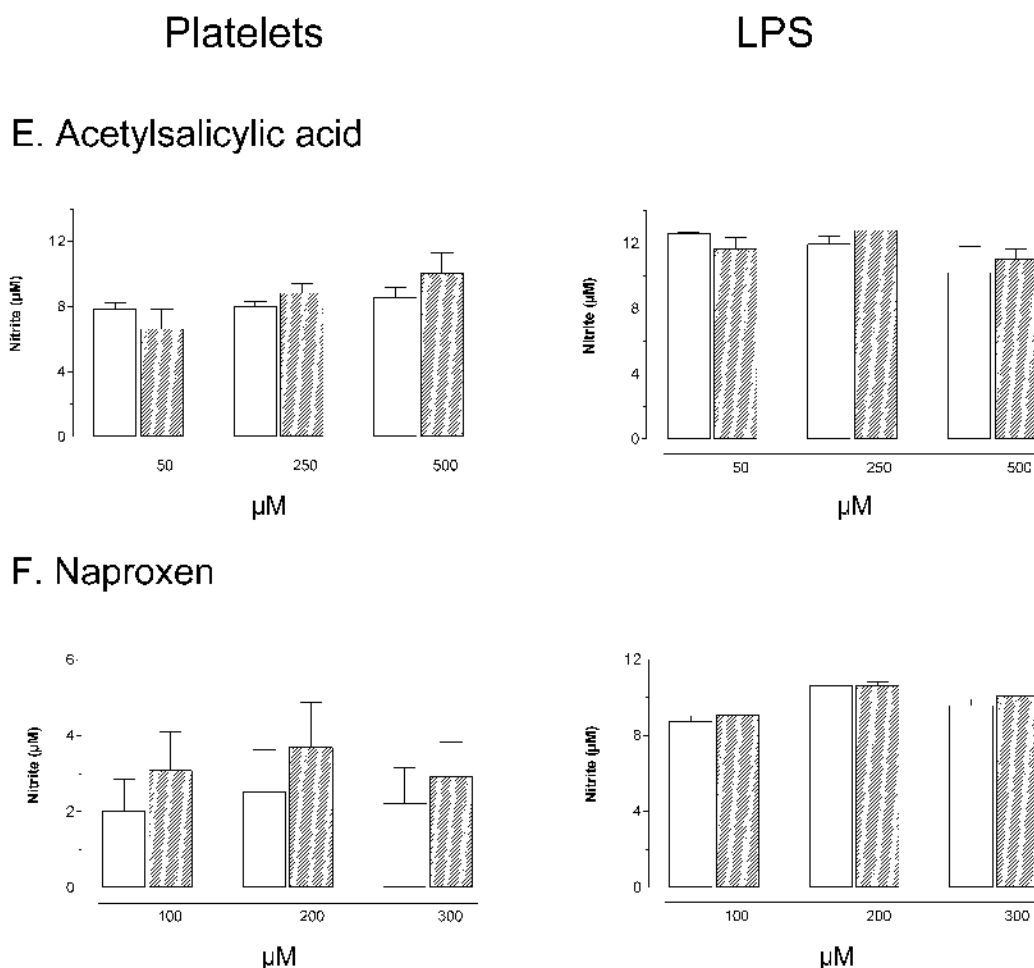 Platelets LPS
E. Acetylsalicylic acid
12
8
4
0
Nitrite (µM)
50 250 500
µM
12
8
4
0
Nitrite (µM)
50 250 500
µM
F. Naproxen
6
4
2
0
Nitrite (µM)
100 200 300
µM
12
8
4
0
Nitrite (µM)
100 200 300
µM